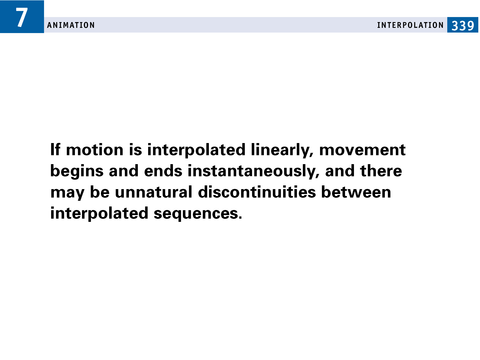 7
ANIMATION
INTERPOLATION 339
If motion is interpolated linearly, movement
begins and ends instantaneously, and there
may be unnatural discontinuities between
interpolated sequences.